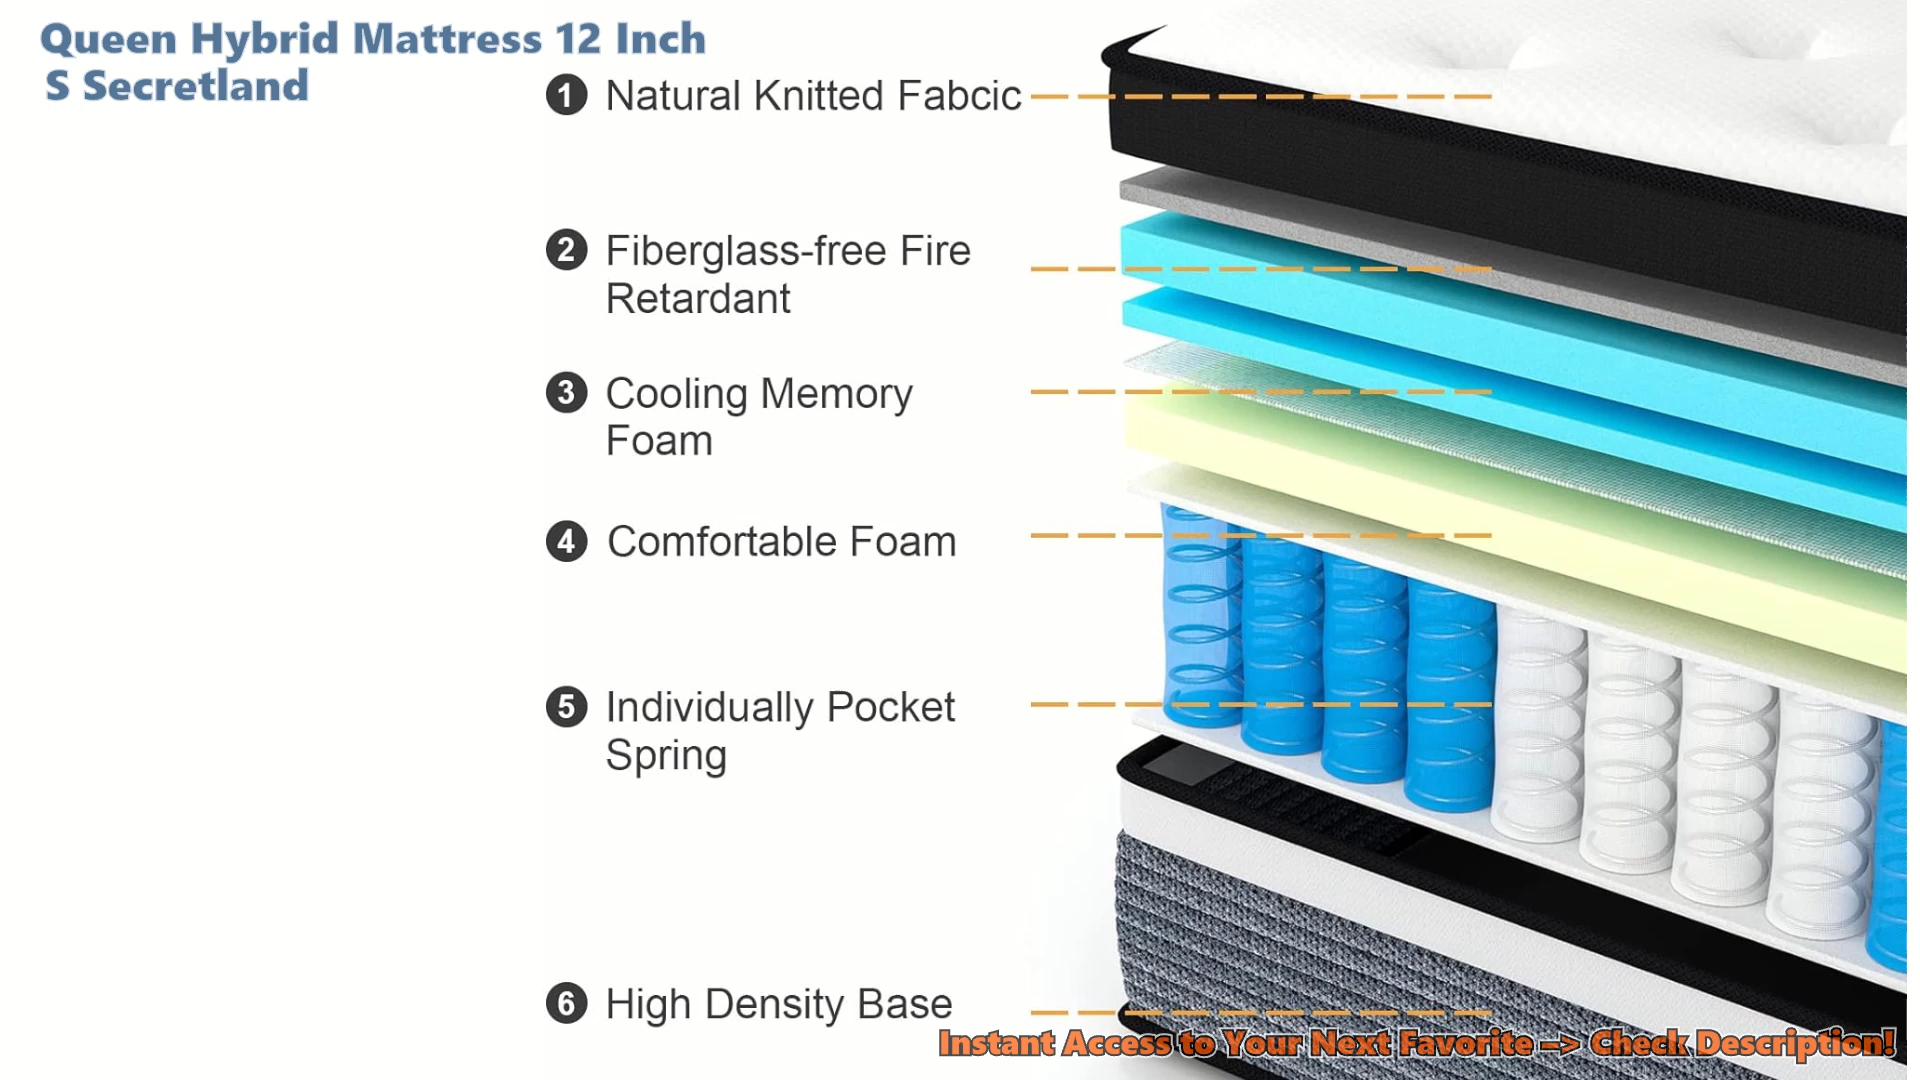 Queen Hybrid Mattress 12 Inch
S Secretland
1 Natural Knitted Fabcic
2 Fiberglass-free Fire
Retardant
3 Cooling Memory
Foam
4 Comfortable Foam
5 Individually Pocket
Spring
6 High Density Base
Instant Access to Your Next Favorite --> Check Description!